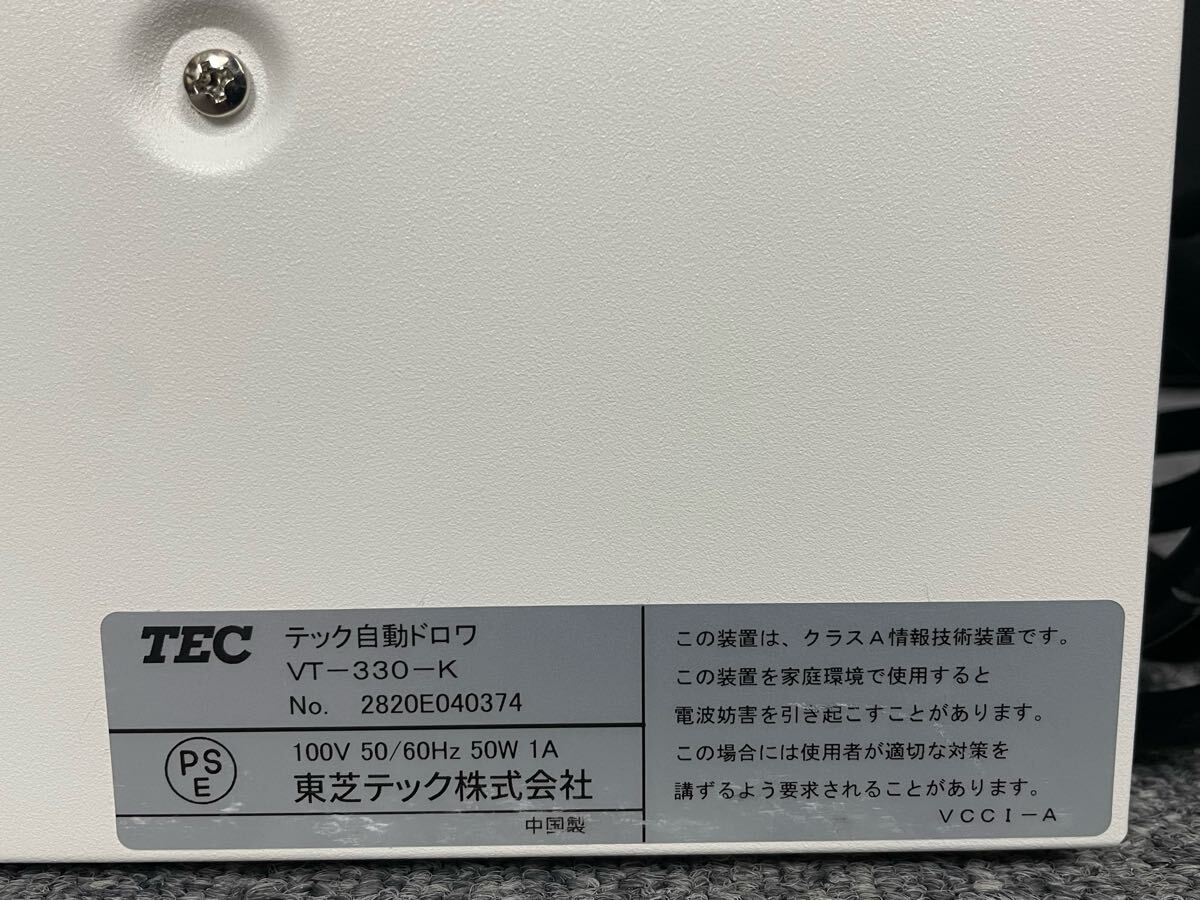 TEC テック自動ドロワ
VT-330-K
No. 2820E040374
PSE
100V 50/60Hz 50W 1A
東芝テック株式会社
中国製
この装置は、クラスA情報技術装置です。
この装置を家庭環境で使用すると
電波妨害を引き起こすことがあります。
この場合には使用者が適切な対策を
講ずるよう要求されることがあります。
VCCI-A